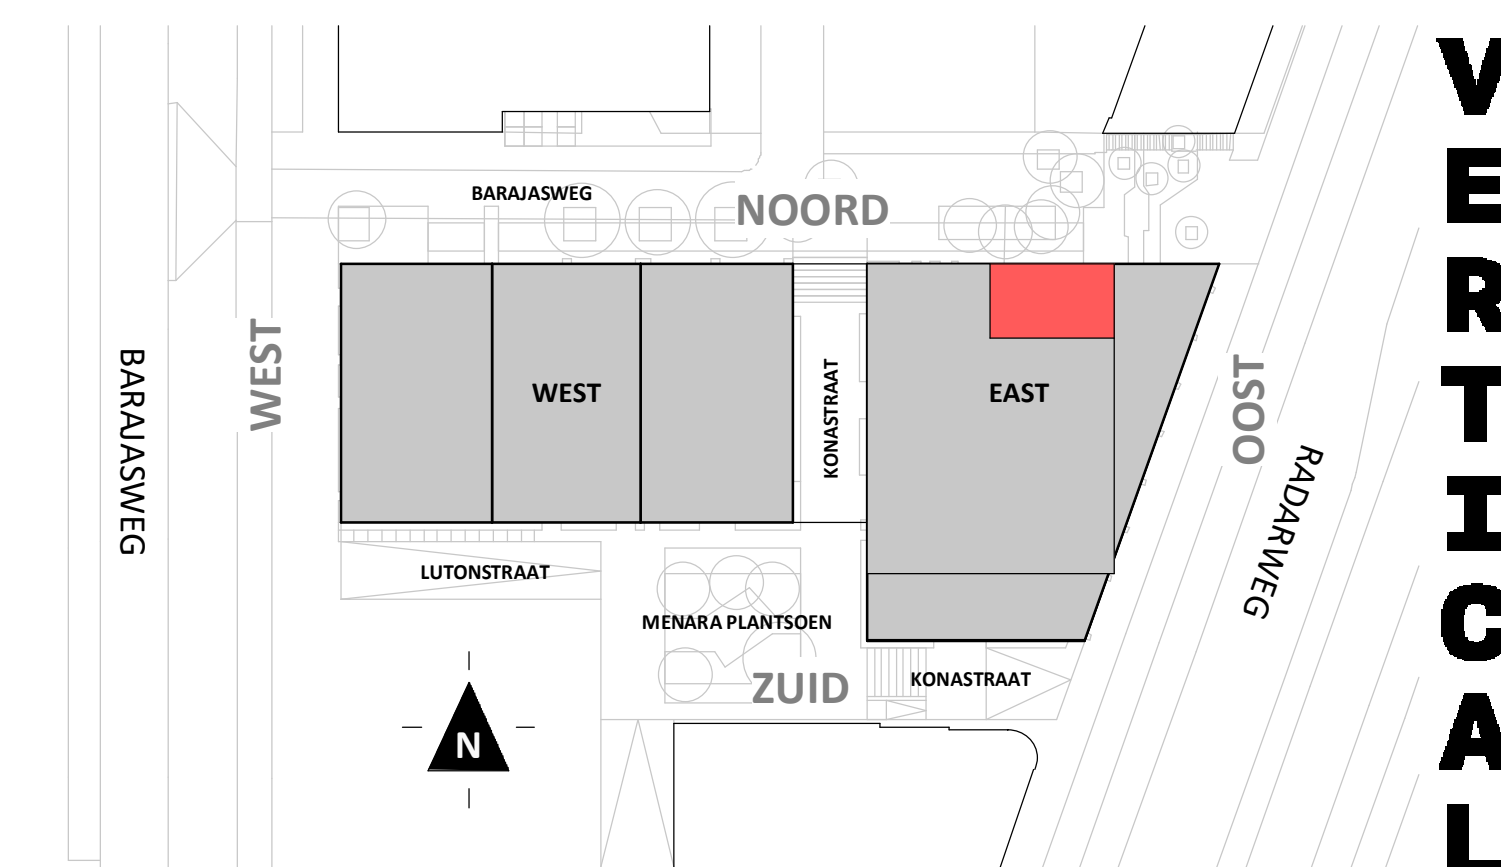 BARAJASWEG
NOORD
WEST
BARAJASWEG
WEST
KONASTRAAT
EAST
OOST
RADARWEG
LUTONSTRAAT
MENARA PLANTSOEN
ZUID
KONASTRAAT
N
VERTICAL